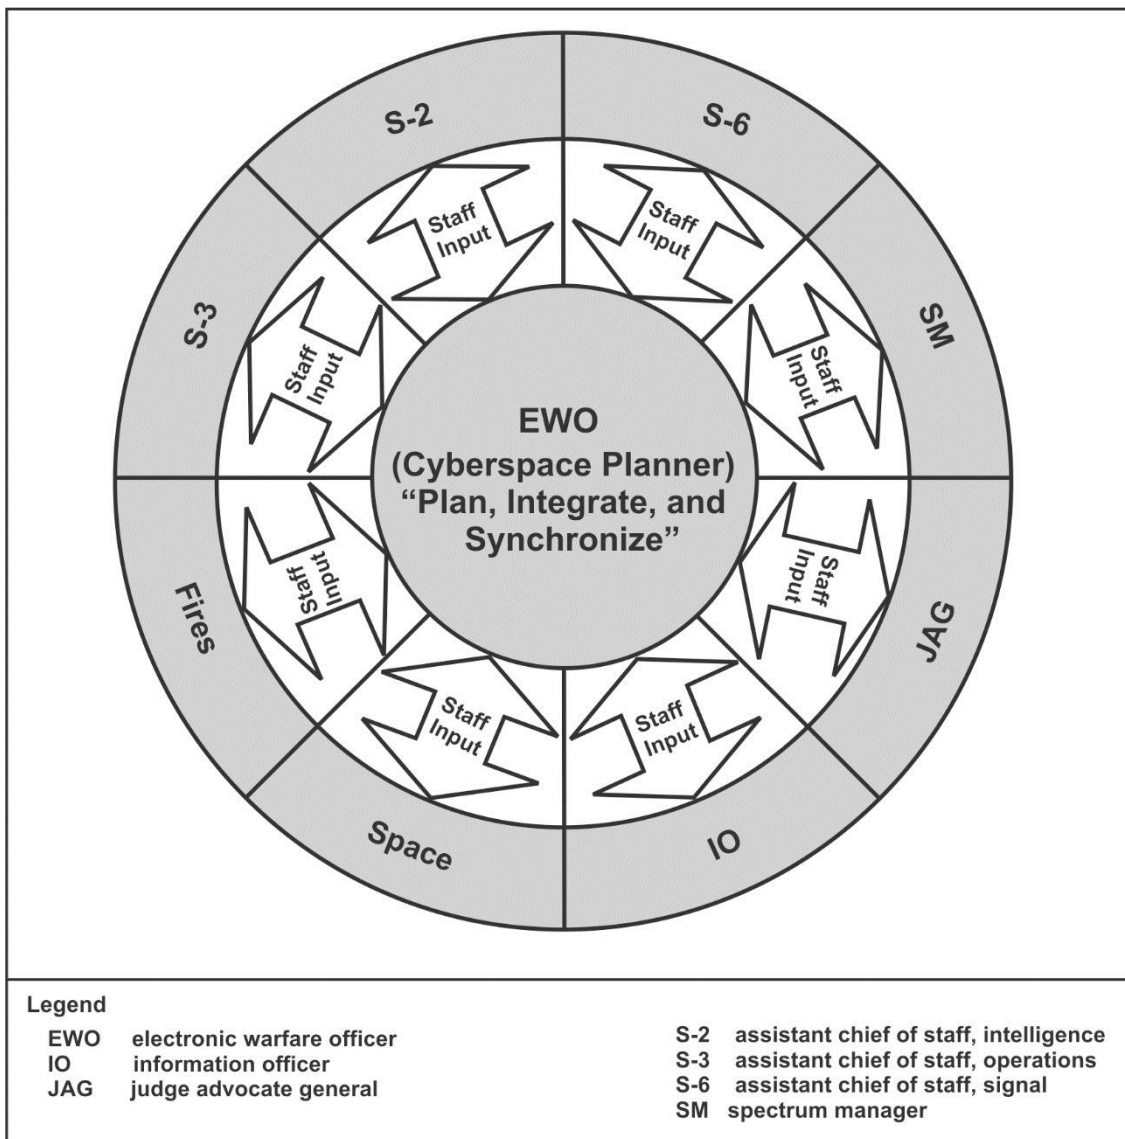 S-2
S-6
S-3
SM
Fires
JAG
Space
IO
Staff
Input
Staff
Input
Staff
Input
Staff
Input
Staff
Input
Staff
Input
Staff
Input
Staff
Input
EWO
(Cyberspace Planner)
“Plan, Integrate, and
Synchronize”
Legend
EWO electronic warfare officer
IO information officer
JAG judge advocate general
S-2 assistant chief of staff, intelligence
S-3 assistant chief of staff, operations
S-6 assistant chief of staff, signal
SM spectrum manager